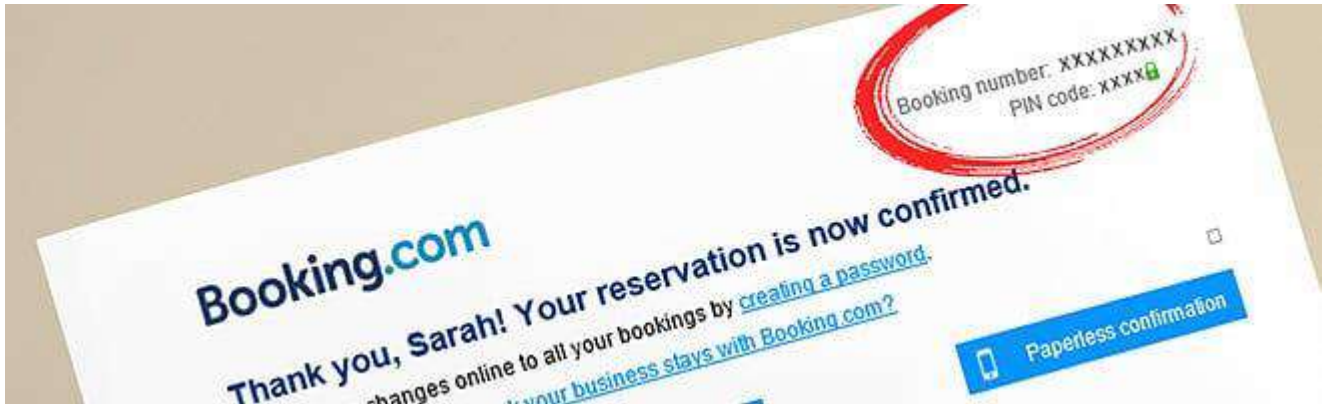 Booking number: XXXXXXXXX
PIN code: XXXX
Booking.com
Thank you, Sarah! Your reservation is now confirmed.
changes online to all your bookings by creating a password.
your business stays with Booking.com?
Paperless confirmation